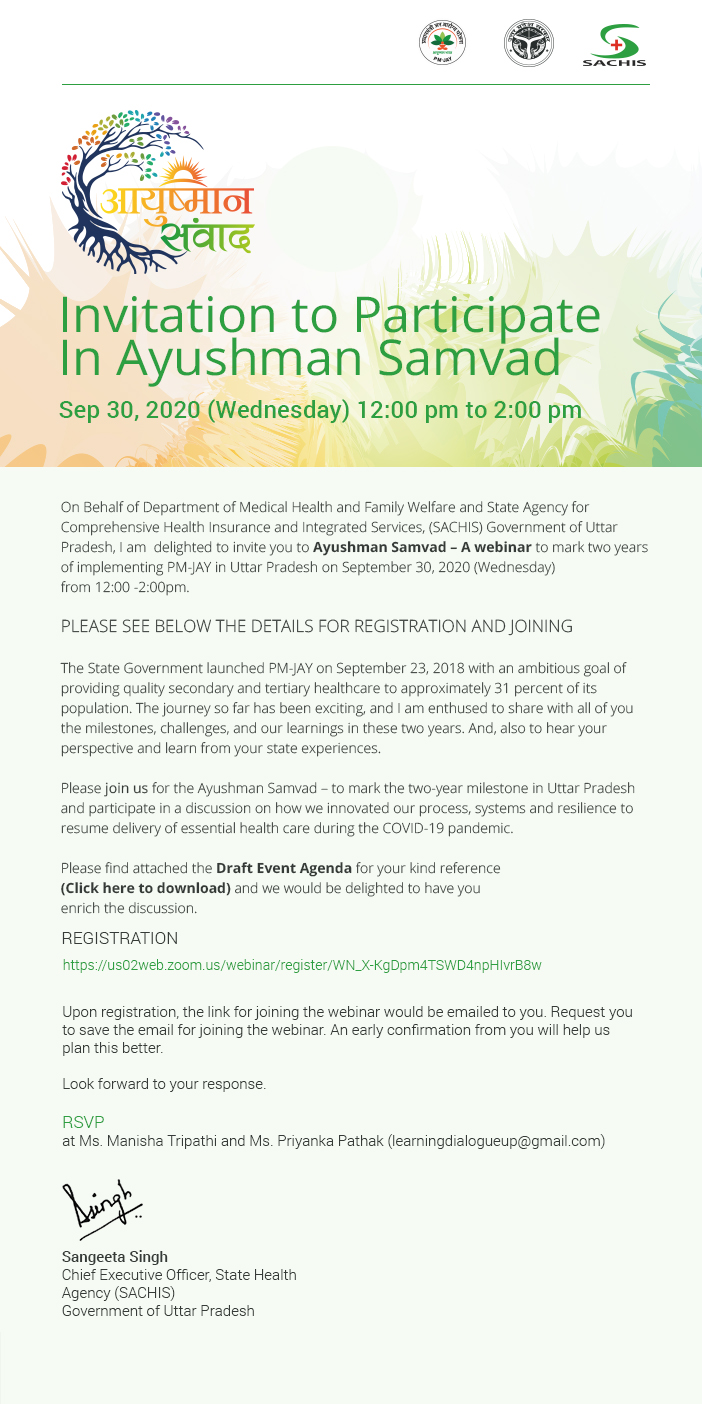 PM-JAY
SACHIS
आयुष्मान
संवाद
Invitation to Participate
In Ayushman Samvad
Sep 30, 2020 (Wednesday) 12:00 pm to 2:00 pm
On Behalf of Department of Medical Health and Family Welfare and State Agency for
Comprehensive Health Insurance and Integrated Services, (SACHIS) Government of Uttar
Pradesh, I am  delighted to invite you to Ayushman Samvad – A webinar to mark two years
of implementing PM-JAY in Uttar Pradesh on September 30, 2020 (Wednesday)
from 12:00 -2:00pm.
PLEASE SEE BELOW THE DETAILS FOR REGISTRATION AND JOINING
The State Government launched PM-JAY on September 23, 2018 with an ambitious goal of
providing quality secondary and tertiary healthcare to approximately 31 percent of its
population. The journey so far has been exciting, and I am enthused to share with all of you
the milestones, challenges, and our learnings in these two years. And, also to hear your
perspective and learn from your state experiences.
Please join us for the Ayushman Samvad – to mark the two-year milestone in Uttar Pradesh
and participate in a discussion on how we innovated our process, systems and resilience to
resume delivery of essential health care during the COVID-19 pandemic.
Please find attached the Draft Event Agenda for your kind reference
(Click here to download) and we would be delighted to have you
enrich the discussion.
REGISTRATION
https://us02web.zoom.us/webinar/register/WN_X-KgDpm4TSWD4npHIvrB8w
Upon registration, the link for joining the webinar would be emailed to you. Request you
to save the email for joining the webinar. An early confirmation from you will help us
plan this better.
Look forward to your response.
RSVP
at Ms. Manisha Tripathi and Ms. Priyanka Pathak (learningdialogueup@gmail.com)
Ssingh
Sangeeta Singh
Chief Executive Officer, State Health
Agency (SACHIS)
Government of Uttar Pradesh